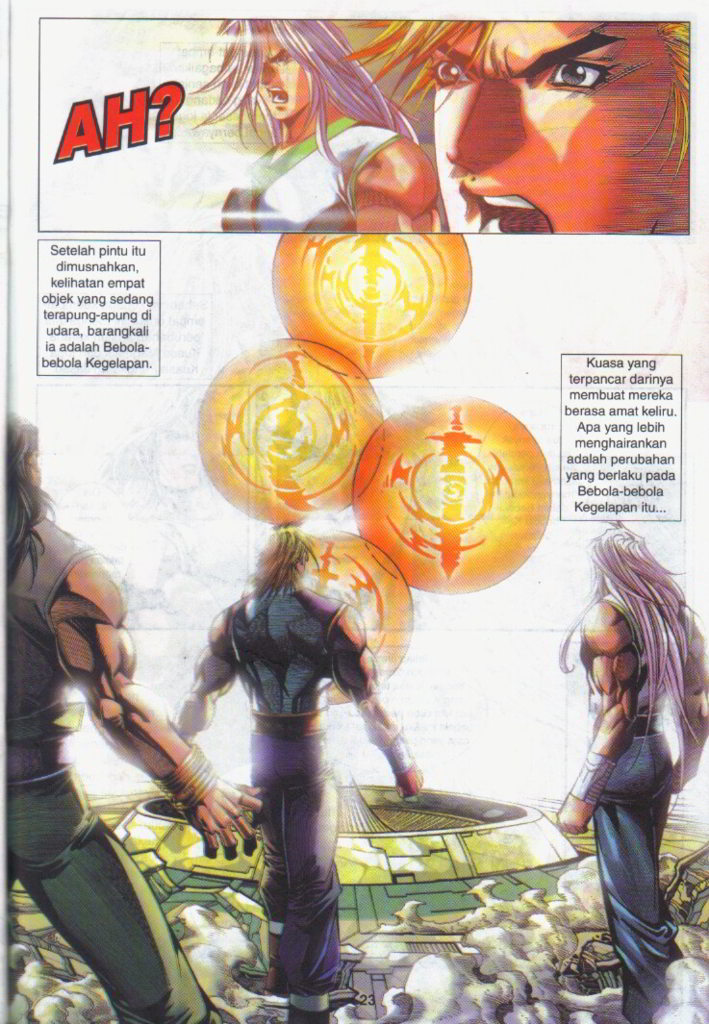 AH?
Setelah pintu itu
dimusnahkan,
kelihatan empat
objek yang sedang
terapung-apung di
udara, barangkali
ia adalah Bebola-
bebola Kegelapan.
Kuasa yang
terpancar darinya
membuat mereka
berasa amat keliru.
Apa yang lebih
menghairankan
adalah perubahan
yang berlaku pada
Bebola-bebola
Kegelapan itu...
23